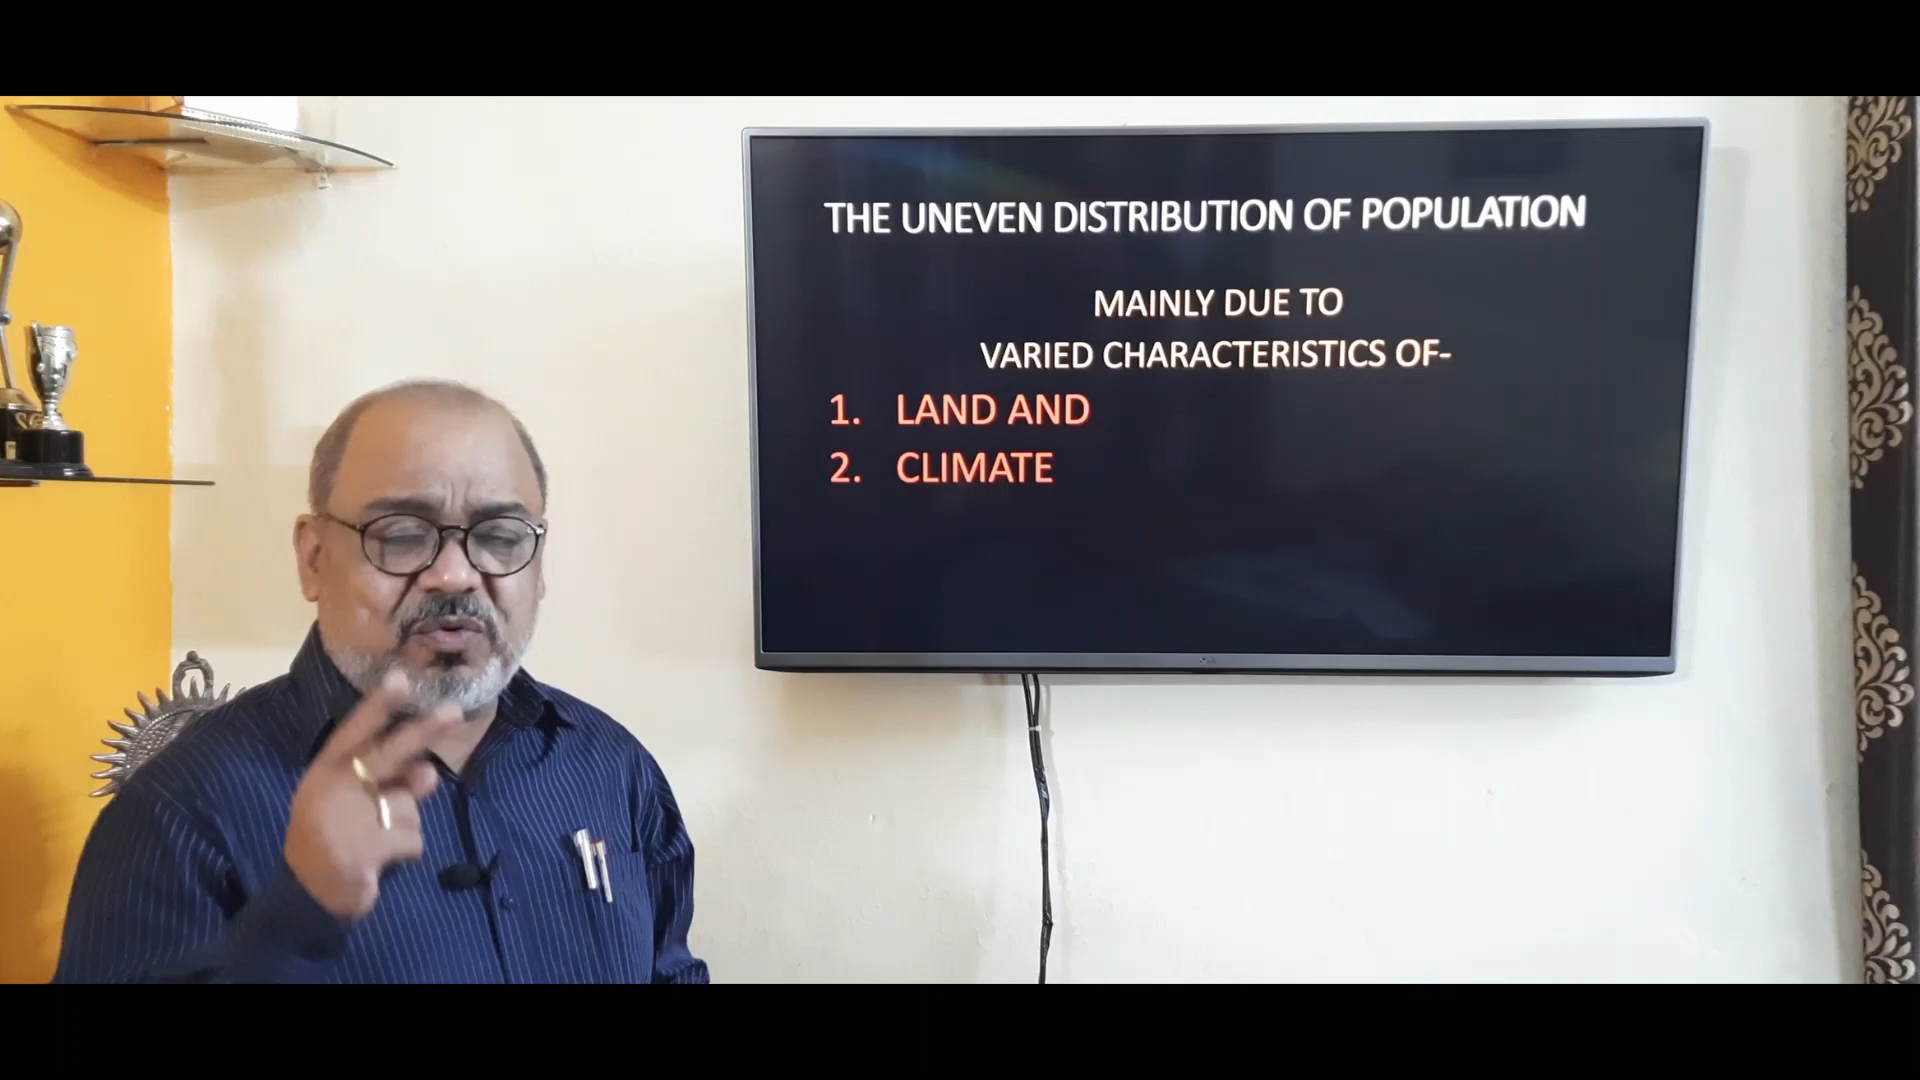 THE UNEVEN DISTRIBUTION OF POPULATION
MAINLY DUE TO
VARIED CHARACTERISTICS OF-
1. LAND AND
2. CLIMATE